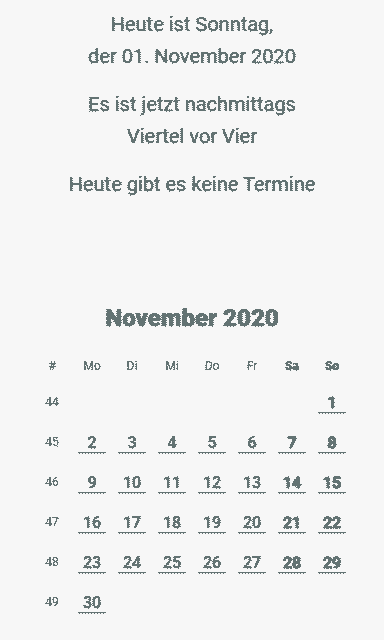 Heute ist Sonntag,
der 01. November 2020
Es ist jetzt nachmittags
Viertel vor Vier
Heute gibt es keine Termine
November 2020
# Mo Di Mi Do Fr Sa So
44 1
45 2 3 4 5 6 7 8
46 9 10 11 12 13 14 15
47 16 17 18 19 20 21 22
48 23 24 25 26 27 28 29
49 30